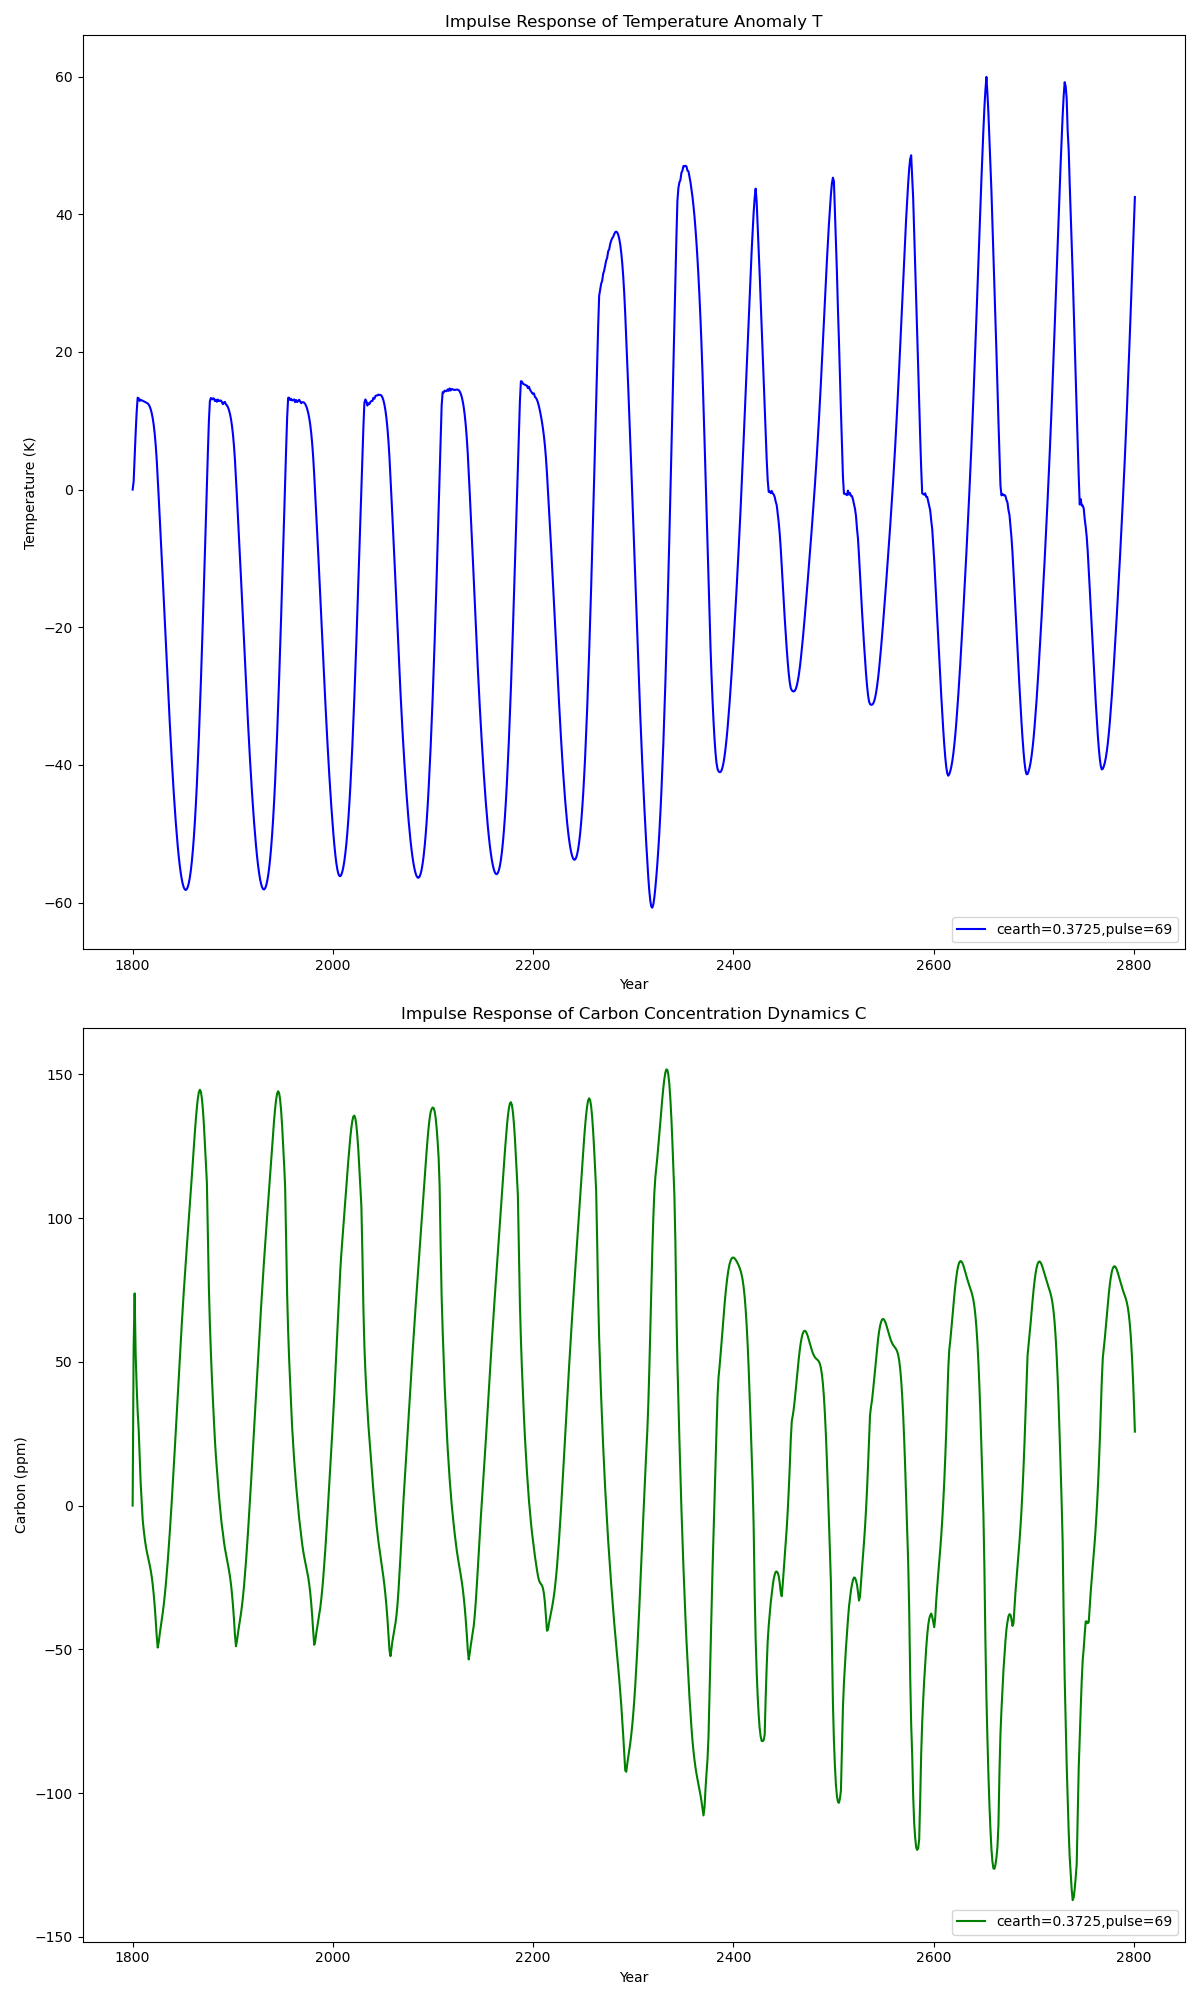 Impulse Response of Temperature Anomaly T
60
40
20
0
−20
−40
−60
Temperature (K)
cearth=0.3725,pulse=69
1800 2000 2200 2400 2600 2800
Year
Impulse Response of Carbon Concentration Dynamics C
150
100
50
0
−50
−100
−150
Carbon (ppm)
cearth=0.3725,pulse=69
1800 2000 2200 2400 2600 2800
Year